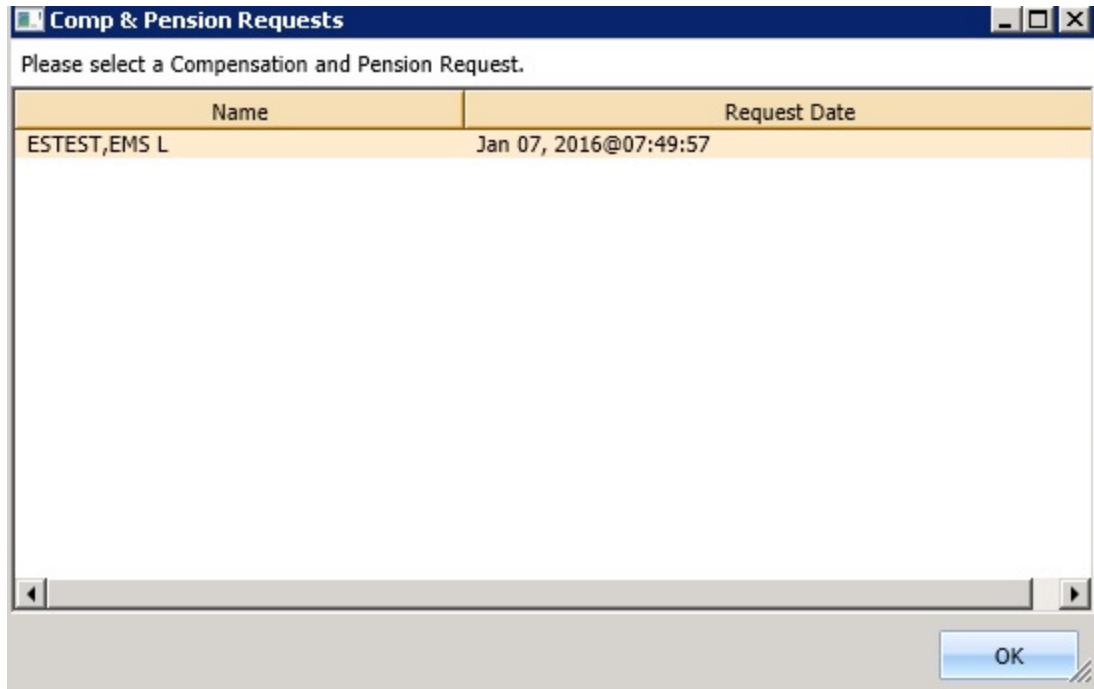 Comp & Pension Requests
Please select a Compensation and Pension Request.
Name Request Date
ESTEST,EMS L Jan 07, 2016@07:49:57
OK